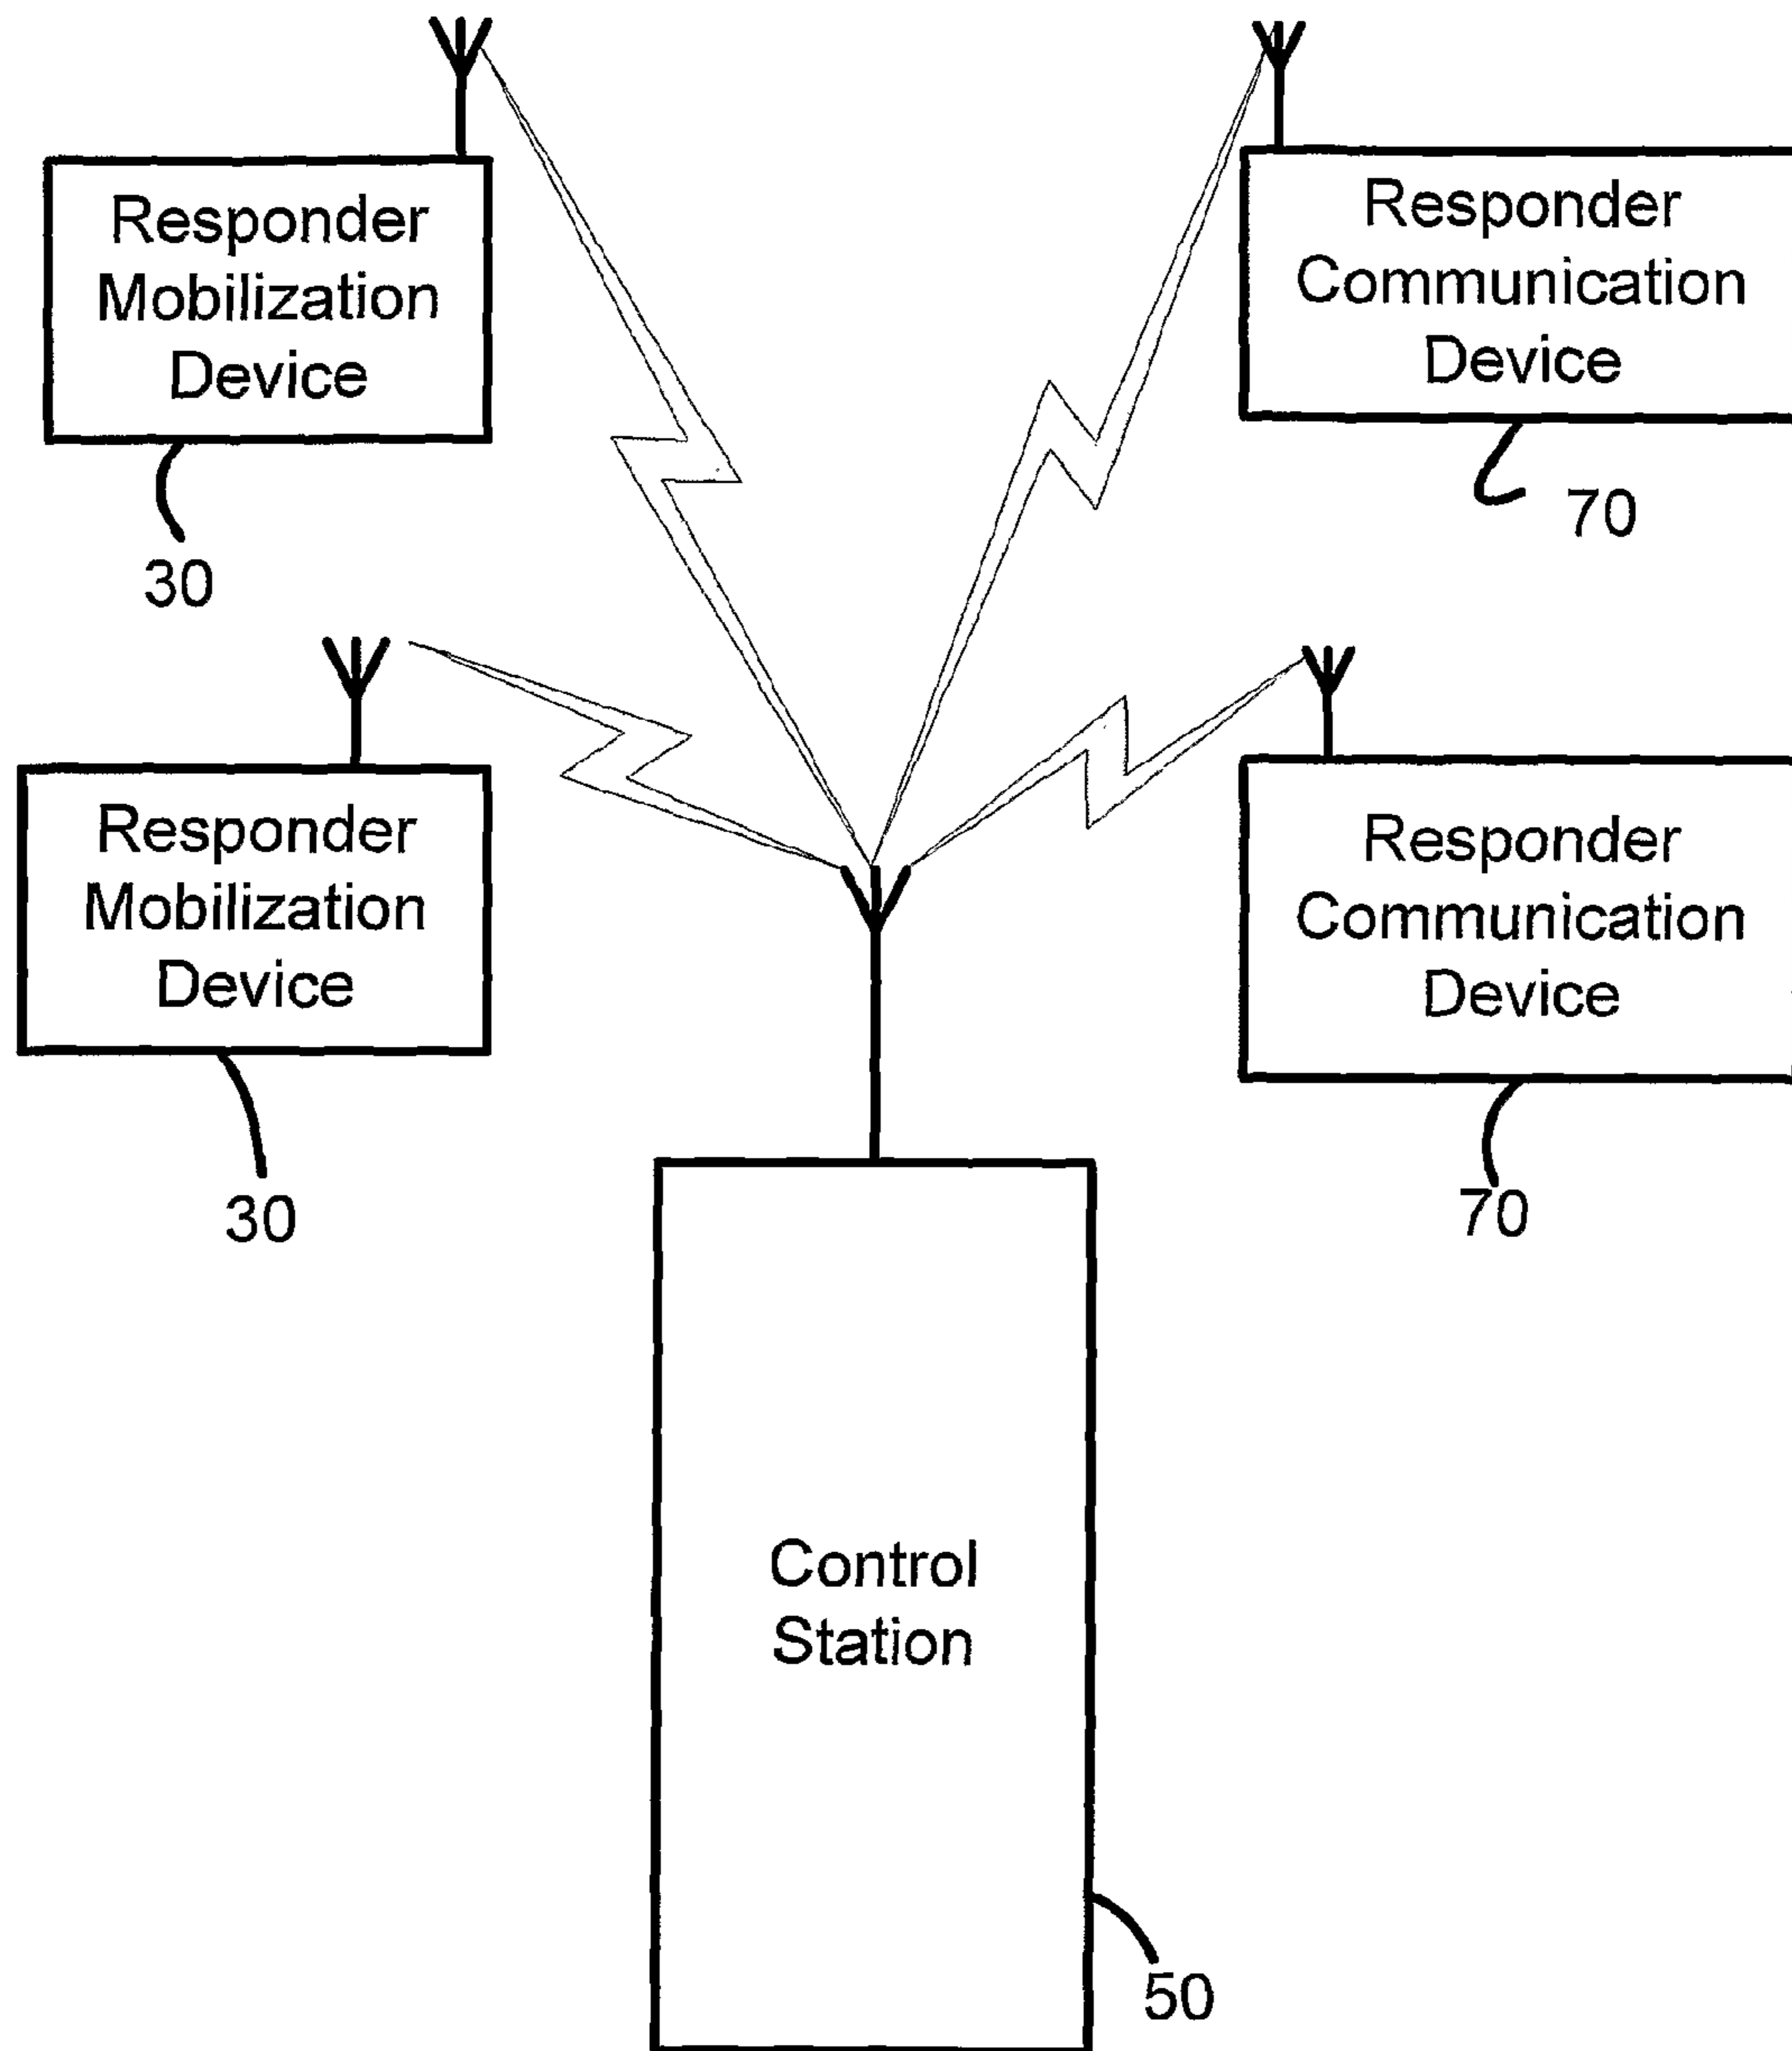 Responder
Mobilization
Device
30
Responder
Communication
Device
70
Responder
Mobilization
Device
30
Responder
Communication
Device
70
Control
Station
50